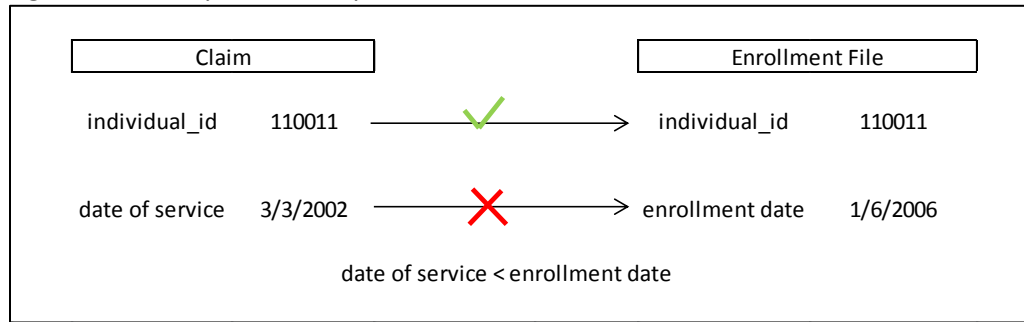 Claim Enrollment File
individual_id 110011 individual_id 110011
date of service 3/3/2002 enrollment date 1/6/2006
date of service < enrollment date